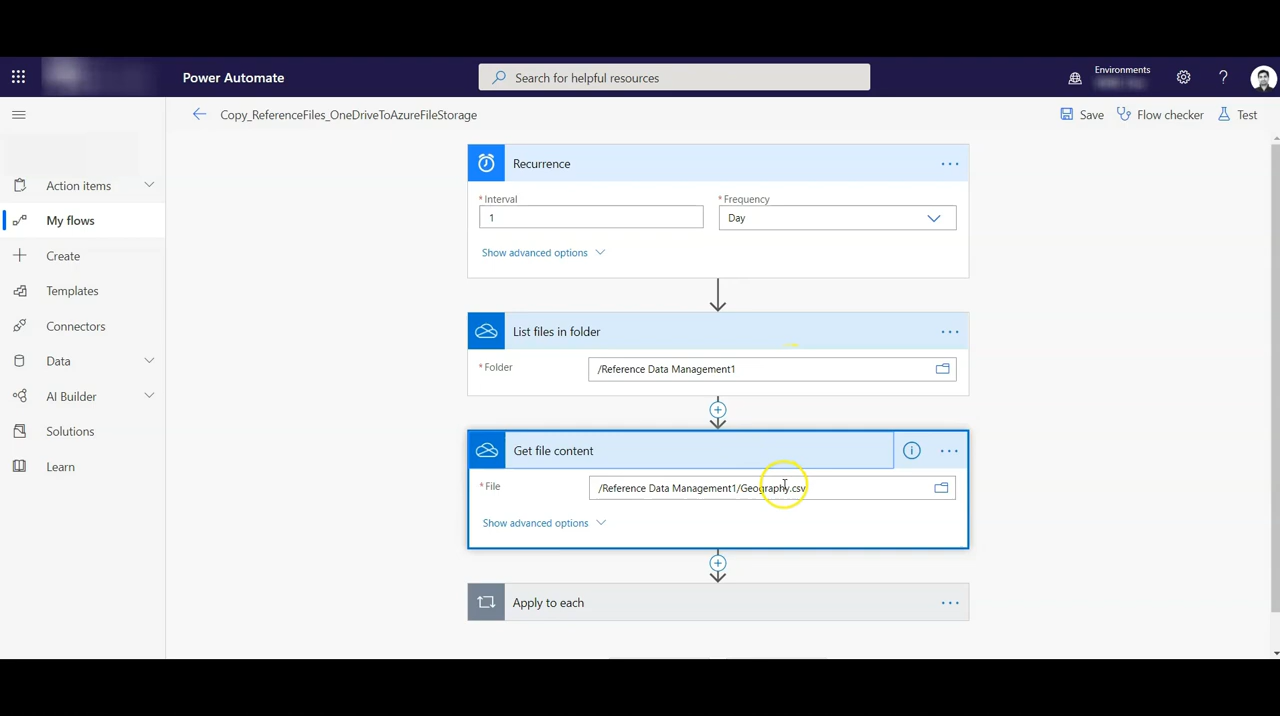 Power Automate
Search for helpful resources
Environments
?
Copy_ReferenceFiles_OneDriveToAzureFileStorage
Save
Flow checker
Test
Action items
My flows
Create
Templates
Connectors
Data
AI Builder
Solutions
Learn
Recurrence
* Interval
* Frequency
1
Day
Show advanced options
List files in folder
* Folder
/Reference Data Management1
Get file content
* File
/Reference Data Management1/Geography.csv
Show advanced options
Apply to each